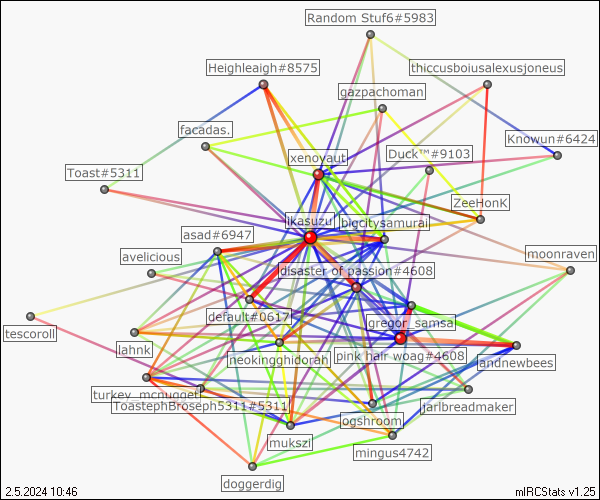 Random Stuf6#5983
Heighleaigh#8575
thiccusboiusalexusjoneus
gazpachoman
facadas.
Knowun#6424
xenovaut
Duck™#9103
Toast#5311
ZeeHonK
ikasuzu
bigcitysamurai
asad#6947
avelicious
moonraven
disaster of passion#4608
default#0617
gregor_samsa
tescoroll
lahnk
neokingghidorah
pink hair woag#4608
andnewbees
turkey_mcnugget
ToastephBroseph5311#5311
jarlbreadmaker
ogshroom
mukszi
mingus4742
doggerdig
2.5.2024 10:46
mIRCStats v1.25